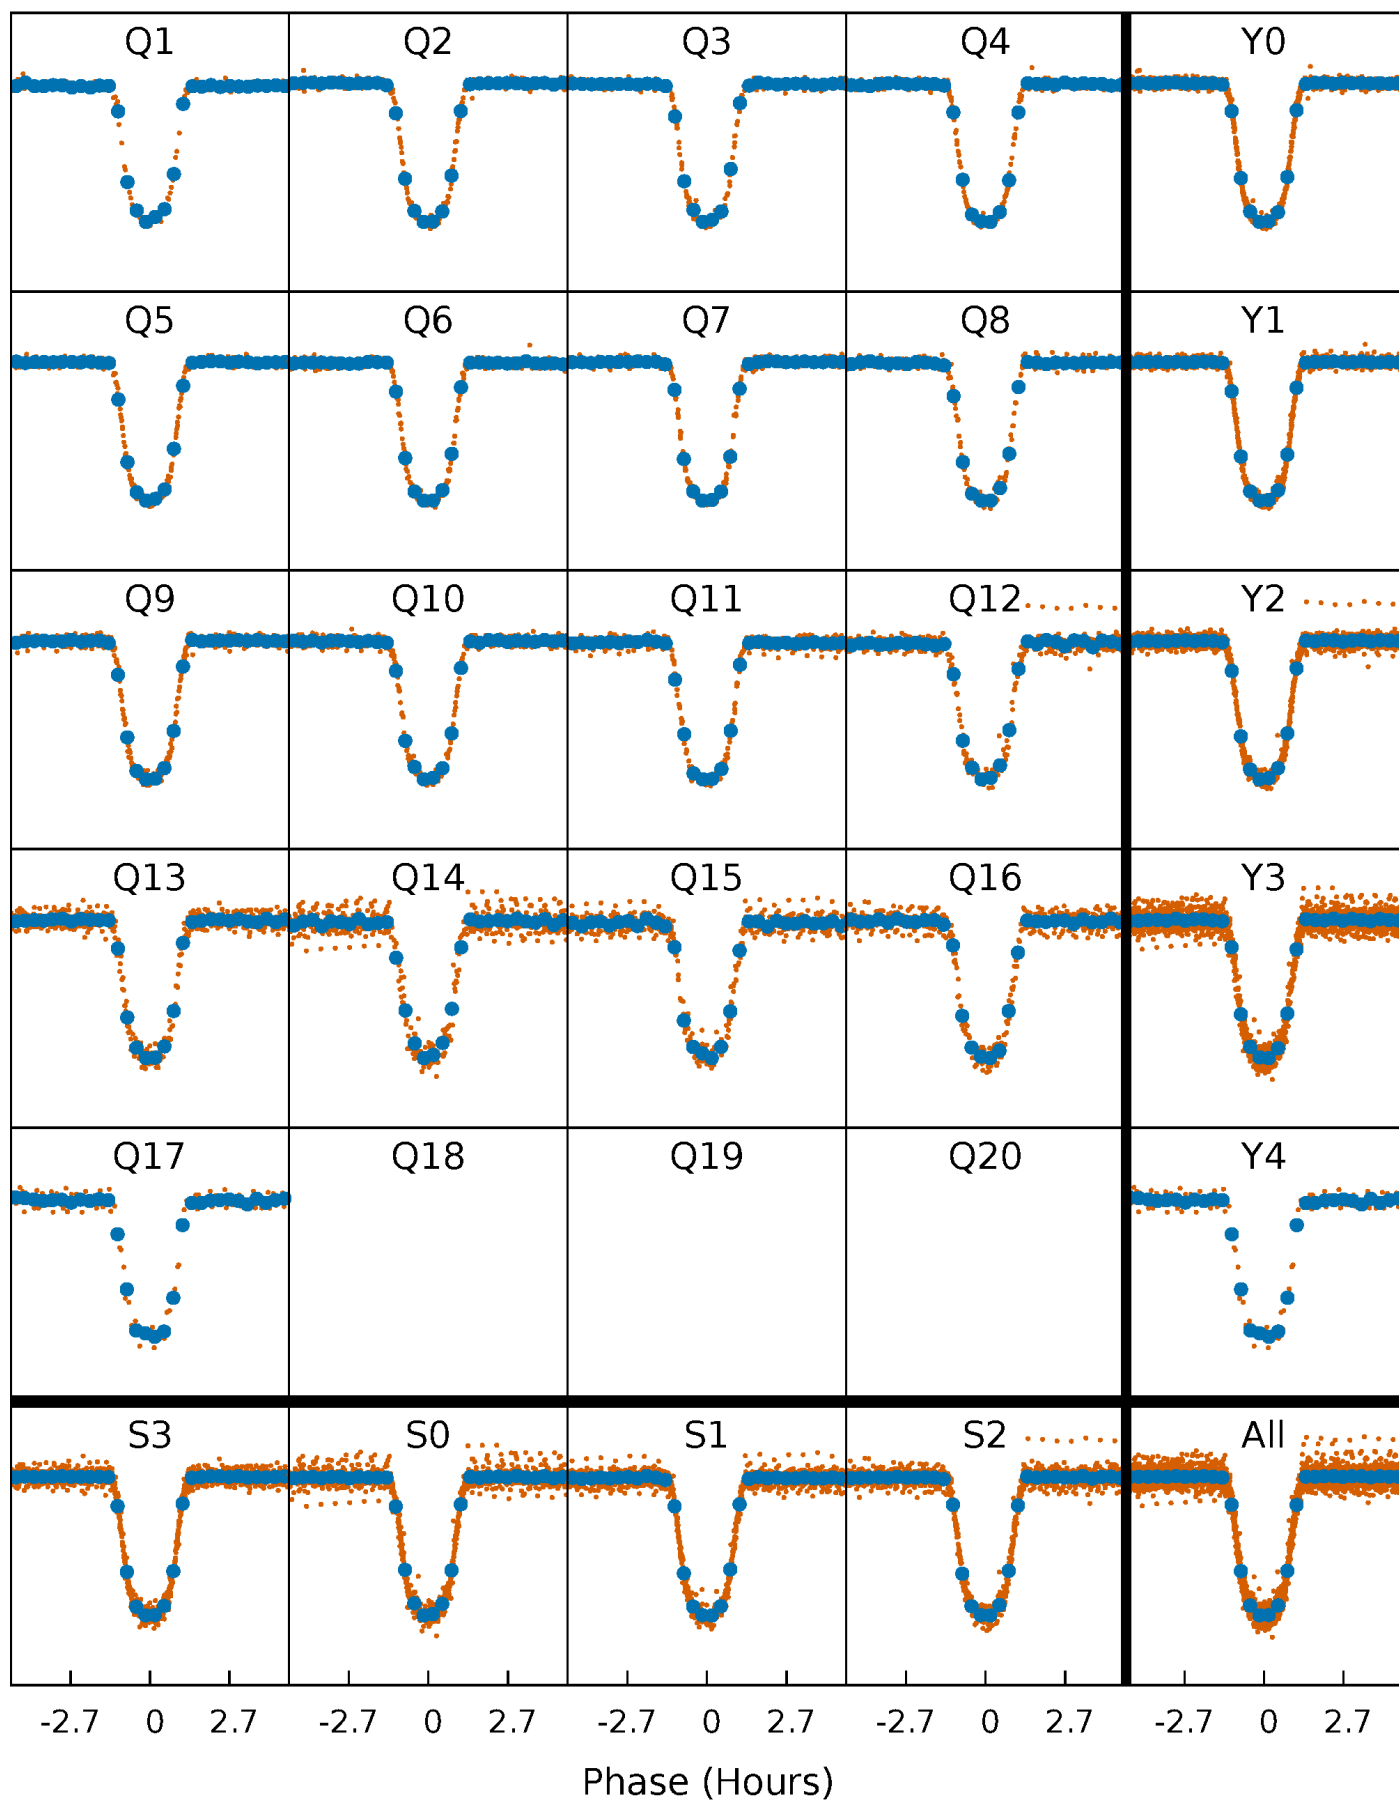 Q1 Q2 Q3 Q4 Y0
Q5 Q6 Q7 Q8 Y1
Q9 Q10 Q11 Q12 Y2
Q13 Q14 Q15 Q16 Y3
Q17 Q18 Q19 Q20 Y4
S3 S0 S1 S2 All
-2.7 0 2.7 -2.7 0 2.7 -2.7 0 2.7 -2.7 0 2.7 -2.7 0 2.7
Phase (Hours)